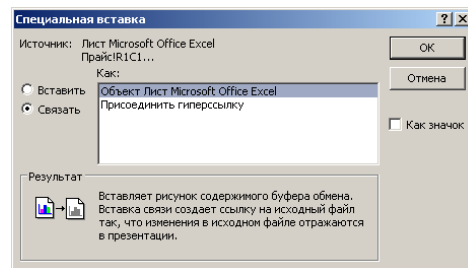 Специальная вставка
Источник: Лист Microsoft Office Excel
Прайс!R1C1...
Как:
Вставить
Связать
Объект Лист Microsoft Office Excel
Присоединить гиперссылку
ОК
Отмена
Как значок
Результат
Вставляет рисунок содержимого буфера обмена.
Вставка связи создает ссылку на исходный файл
так, что изменения в исходном файле отражаются
в презентации.